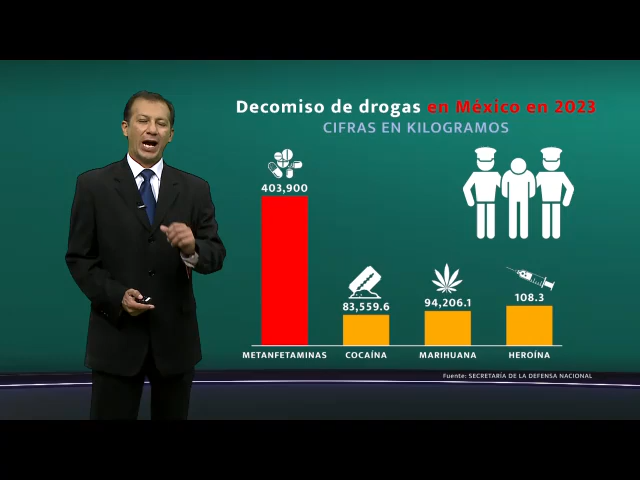 Decomiso de drogas en México en 2023
CIFRAS EN KILOGRAMOS
403,900
83,559.6
94,206.1
108.3
METANFETAMINAS
COCAÍNA
MARIHUANA
HEROÍNA
Fuente: SECRETARÍA DE LA DEFENSA NACIONAL